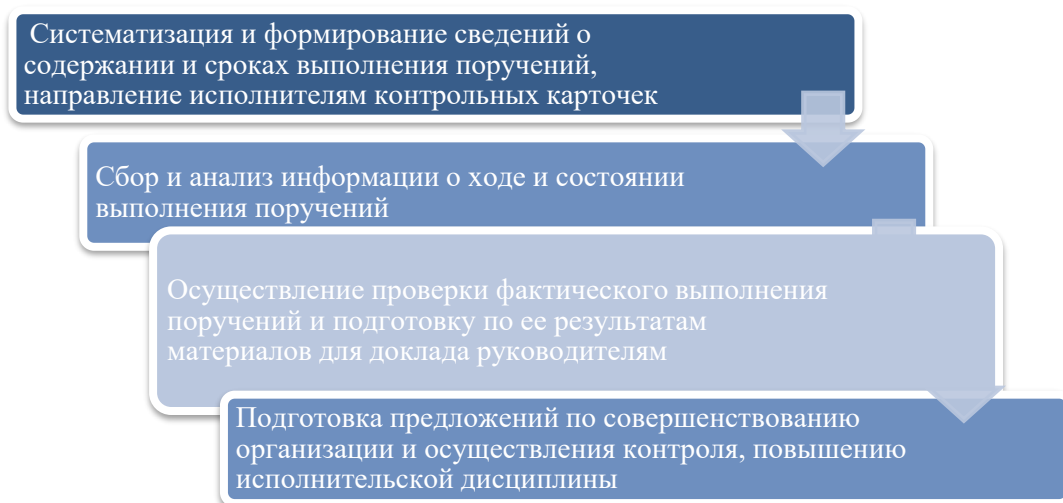 Систематизация и формирование сведений о
содержании и сроках выполнения поручений,
направление исполнителям контрольных карточек
Сбор и анализ информации о ходе и состоянии
выполнения поручений
Осуществление проверки фактического выполнения
поручений и подготовку по ее результатам
материалов для доклада руководителям
Подготовка предложений по совершенствованию
организации и осуществления контроля, повышению
исполнительской дисциплины